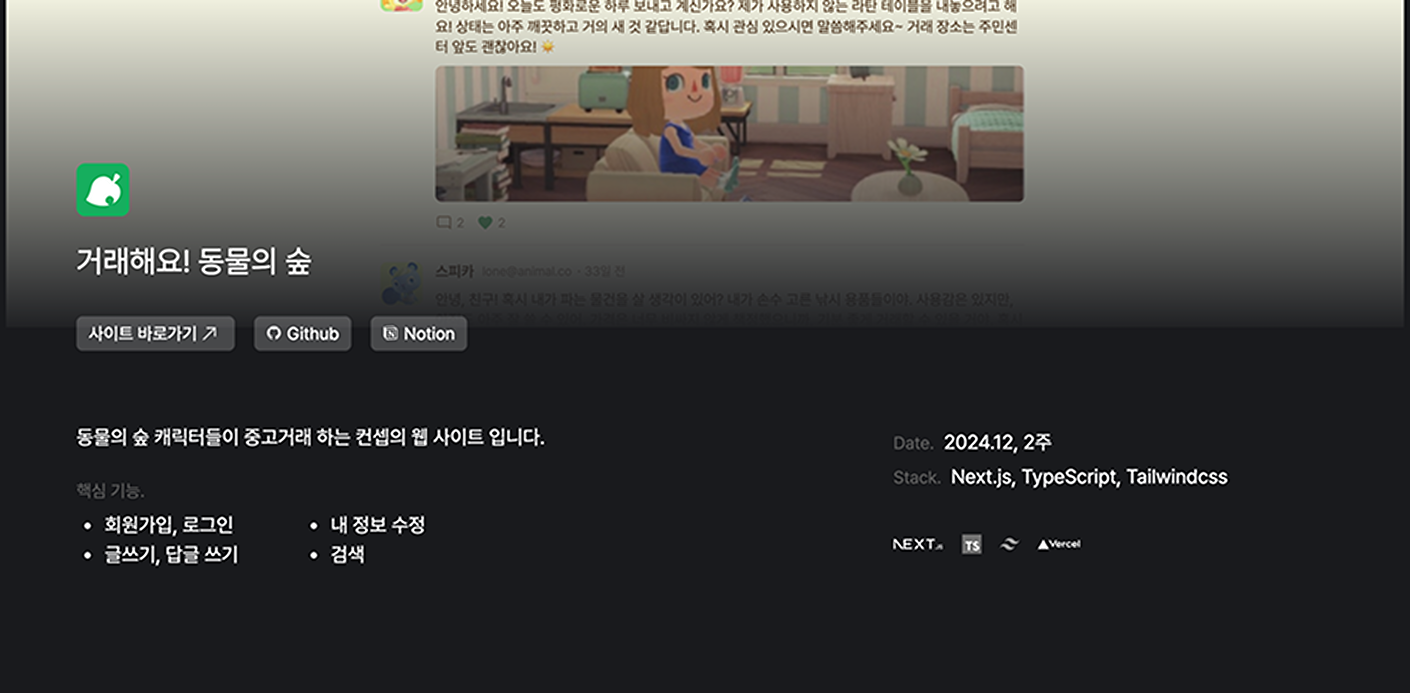 안녕하세요! 오늘도 평화로운 하루 보내고 계신가요? 제가 사용하지 않는 라탄 테이블을 내놓으려고 해
요! 상태는 아주 깨끗하고 거의 새 것 같답니다. 혹시 관심 있으시면 말씀해주세요~ 거래 장소는 주민센
터 앞도 괜찮아요! ☀️
2 2
거래해요! 동물의 숲
스피카 lone@animal.co · 33일 전
안녕, 친구! 혹시 내가 파는 물건을 살 생각이 있어? 내가 손수 고른 낚시 용품들이야. 사용감은 있지만,
사이트 바로가기 ↗ Github Notion
동물의 숲 캐릭터들이 중고거래 하는 컨셉의 웹 사이트 입니다.
핵심 기능.
• 회원가입, 로그인
• 글쓰기, 답글 쓰기
• 내 정보 수정
• 검색
Date. 2024.12, 2주
Stack. Next.js, TypeScript, Tailwindcss
NEXT.JS TS Vercel